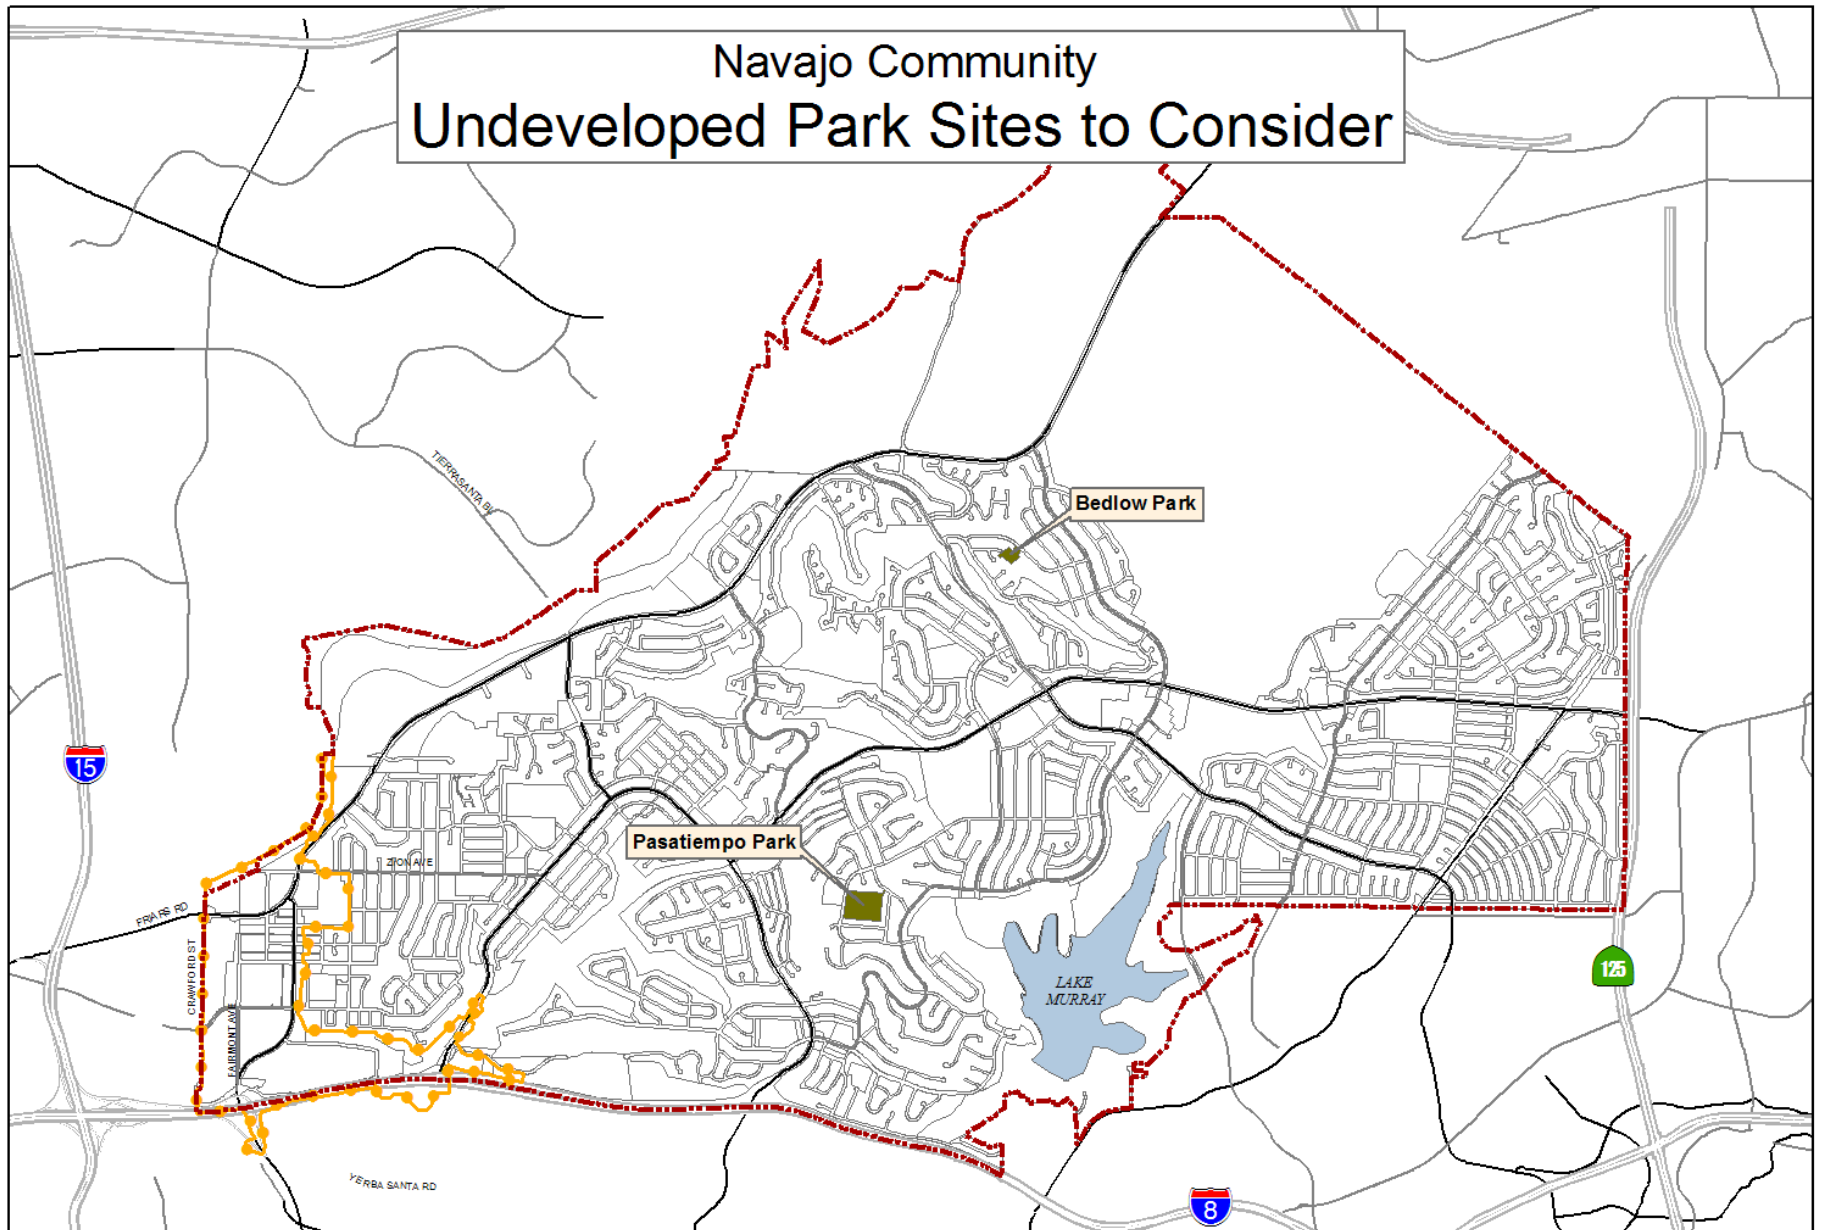 Navajo Community
Undeveloped Park Sites to Consider
TIERRASANTA BL
Bedlow Park
15
Pasatiempo Park
ZION AVE
FRIARS RD
CRAWFORD ST
FAIRMONT AVE
LAKE
MURRAY
125
YERBA SANTA RD
8